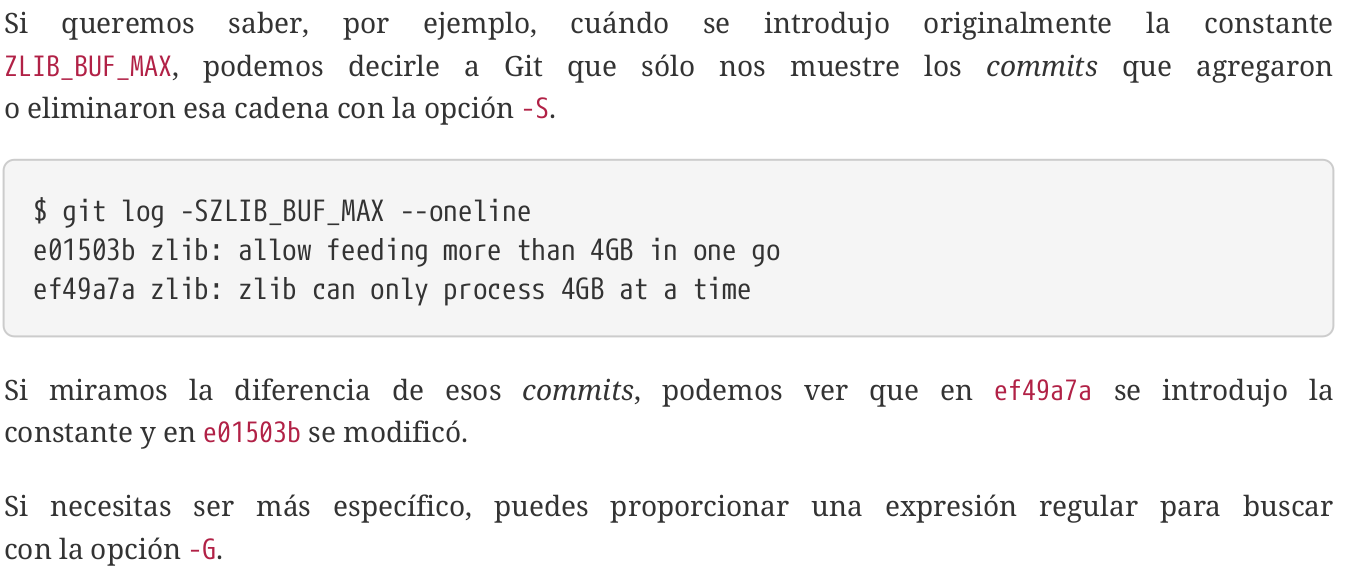 Si queremos saber, por ejemplo, cuándo se introdujo originalmente la constante
ZLIB_BUF_MAX, podemos decirle a Git que sólo nos muestre los commits que agregaron
o eliminaron esa cadena con la opción -S.
$ git log -SZLIB_BUF_MAX --oneline
e01503b zlib: allow feeding more than 4GB in one go
ef49a7a zlib: zlib can only process 4GB at a time
Si miramos la diferencia de esos commits, podemos ver que en ef49a7a se introdujo la
constante y en e01503b se modificó.
Si necesitas ser más específico, puedes proporcionar una expresión regular para buscar
con la opción -G.